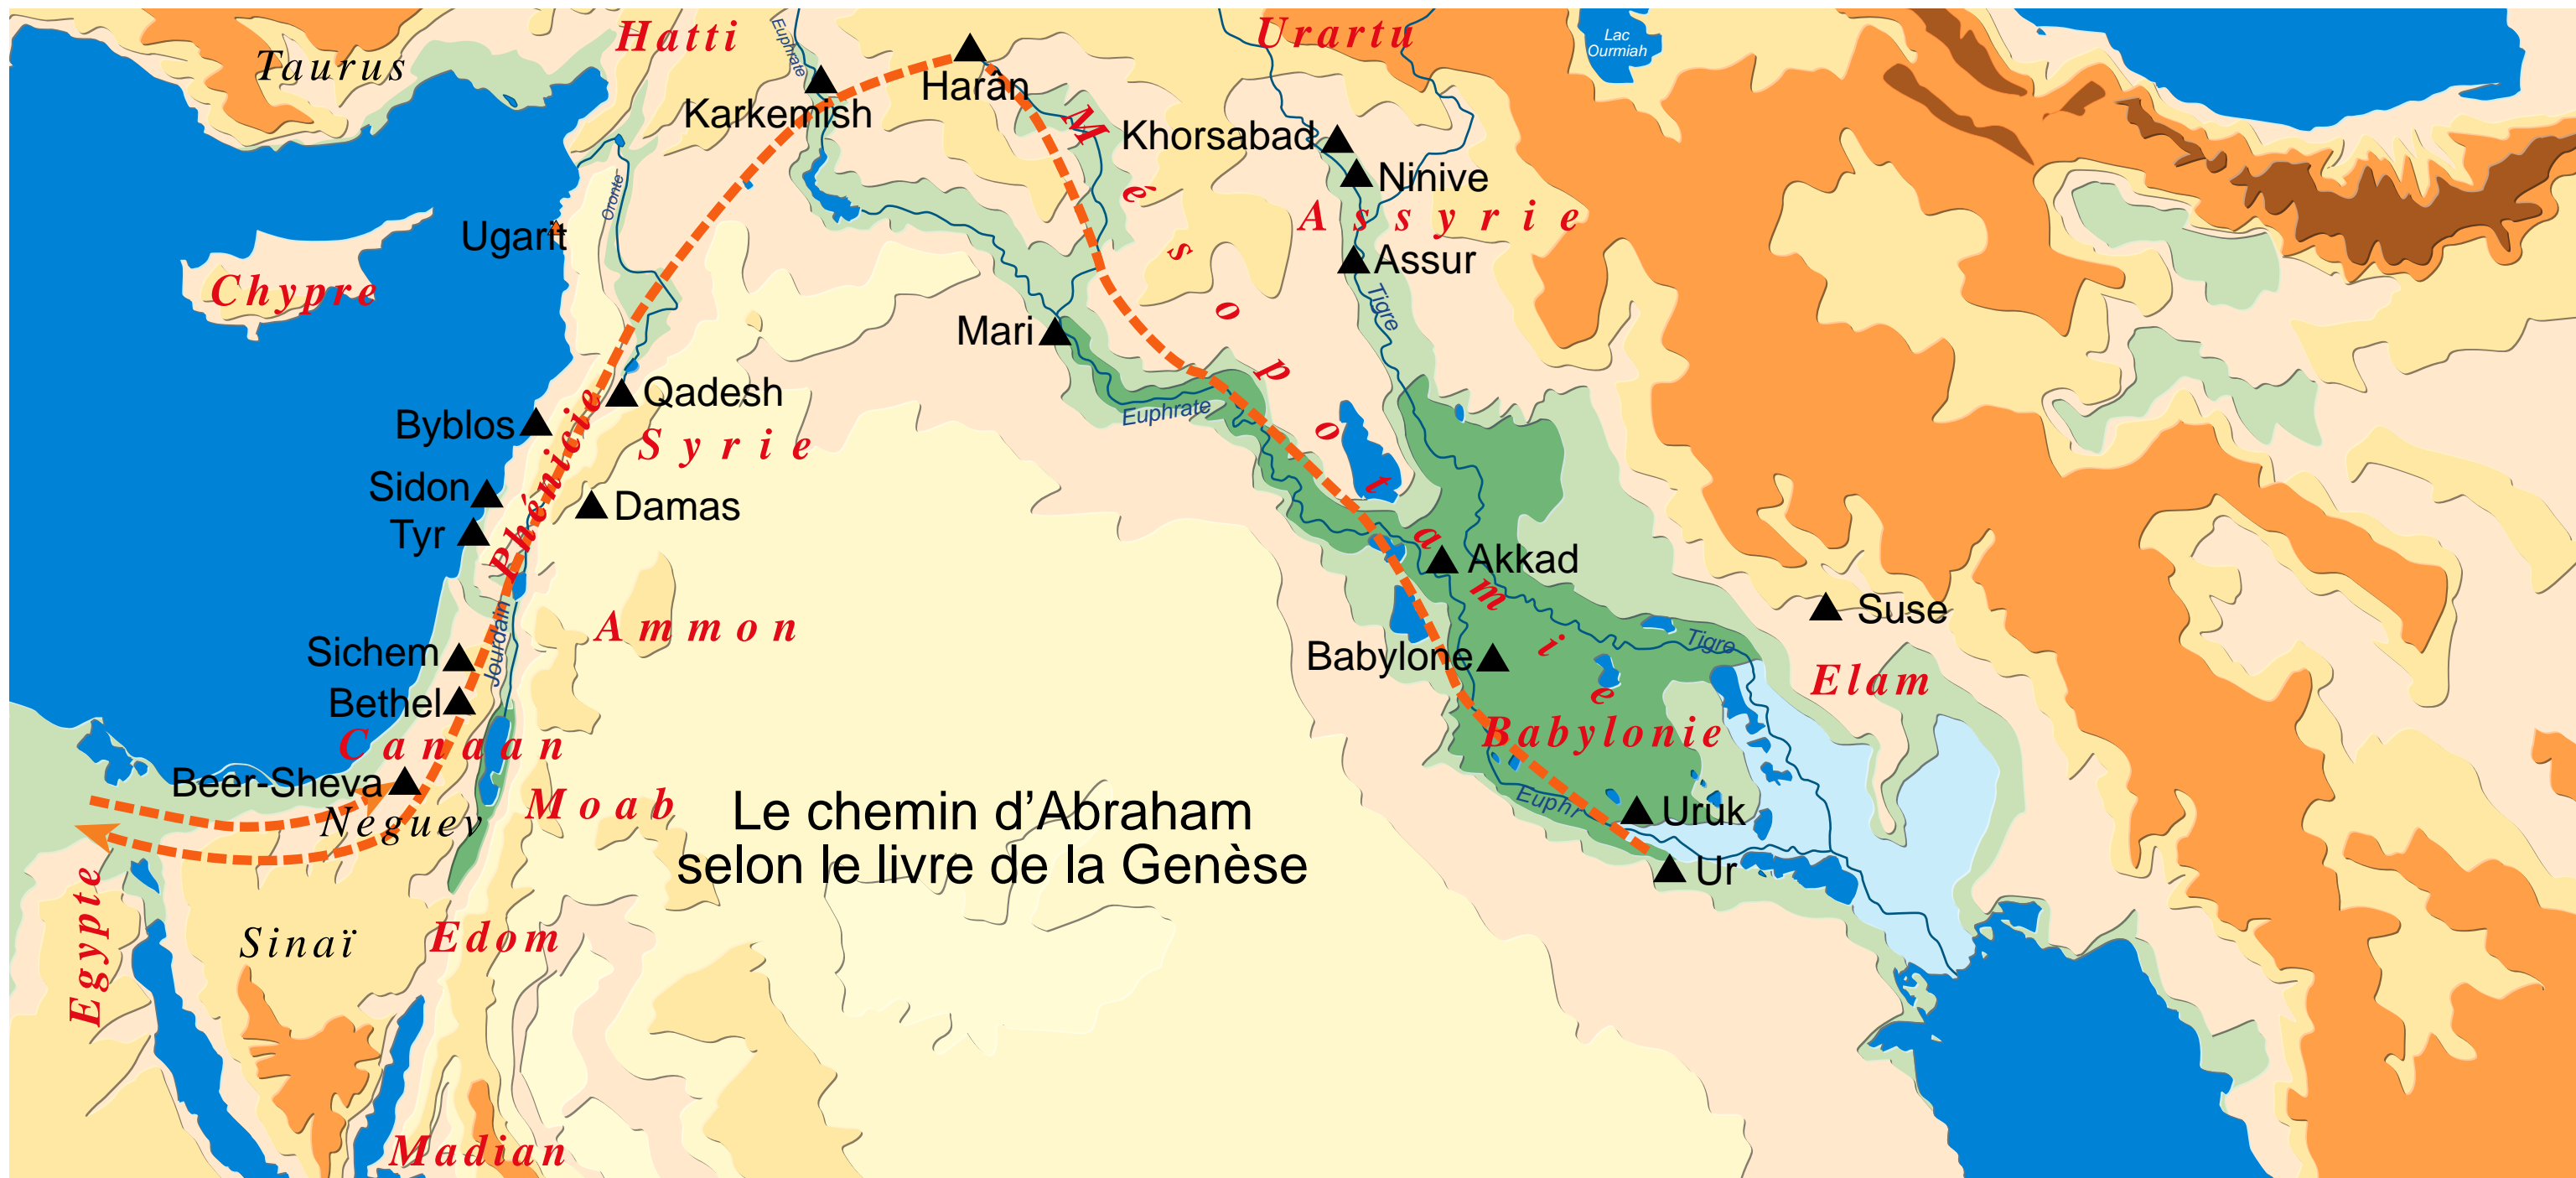 Hatti
Urartu
Lac
Ourmiah
Taurus
Euphrate
Harân
Karkemish
Mésopotamie
Khorsabad
Ninive
Oronte
Assyrie
Ugarit
Assur
Chypre
Tigre
Mari
Qadesh
Euphrate
Byblos
Phénicie
Syrie
Sidon
Damas
Tyr
Akkad
Suse
Jourdain
Ammon
Tigre
Sichem
Babylone
Elam
Bethel
Babylonie
Canaan
Beer-Sheva
Moab
Le chemin d’Abraham
selon le livre de la Genèse
Euphr
Uruk
Neguev
Ur
Egypte
Sinaï
Edom
Madian